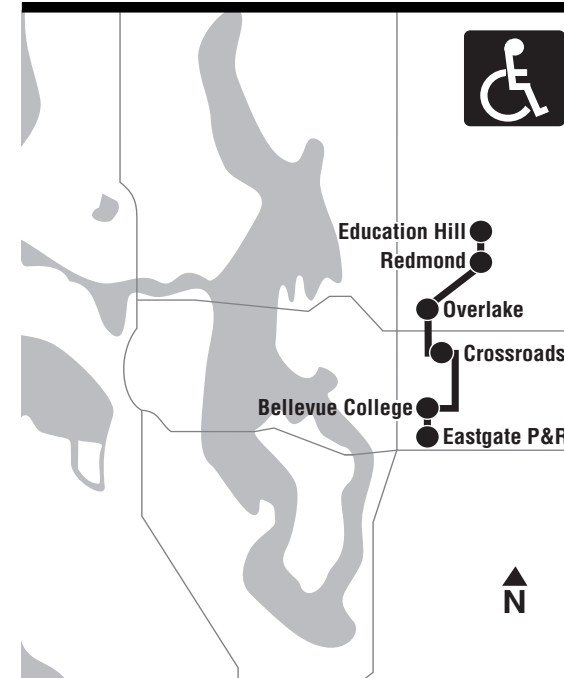 Education Hill
Redmond
Overlake
Crossroads
Bellevue College
Eastgate P&R
N